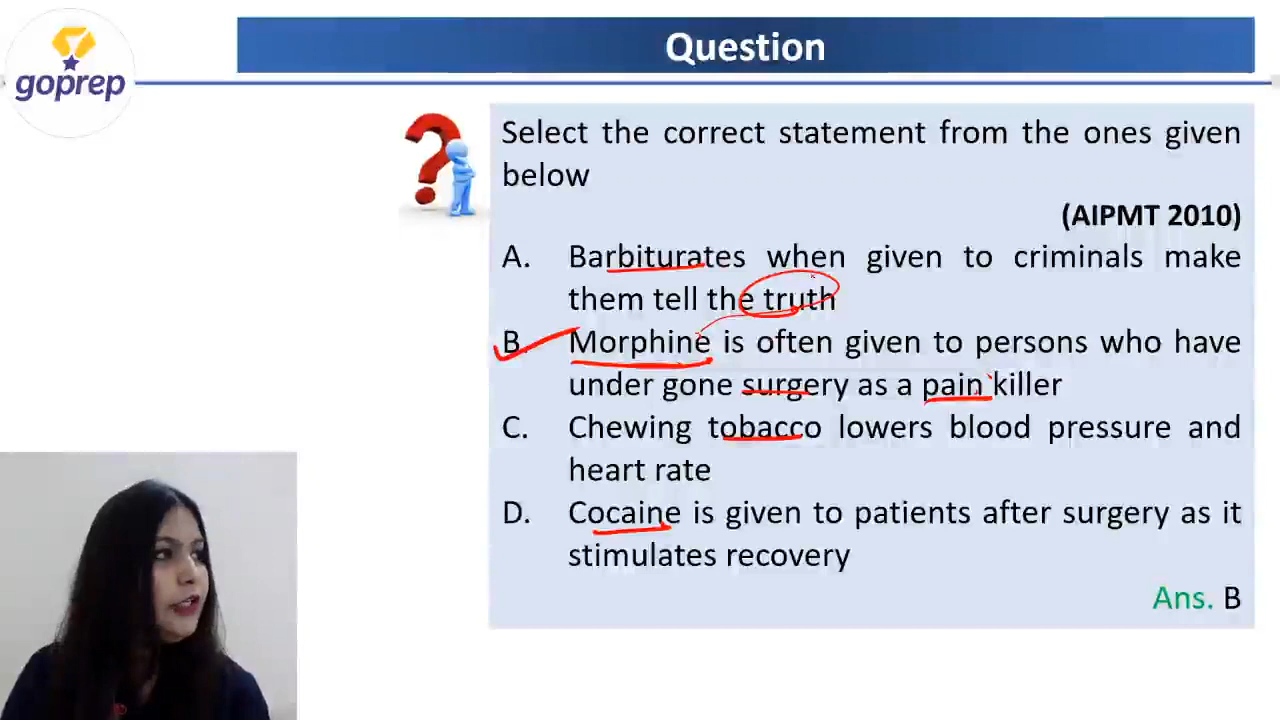 Question
goprep
Select the correct statement from the ones given
below
(AIPMT 2010)
A. Barbiturates when given to criminals make
them tell the truth
B. Morphine is often given to persons who have
under gone surgery as a pain killer
C. Chewing tobacco lowers blood pressure and
heart rate
D. Cocaine is given to patients after surgery as it
stimulates recovery
Ans. B